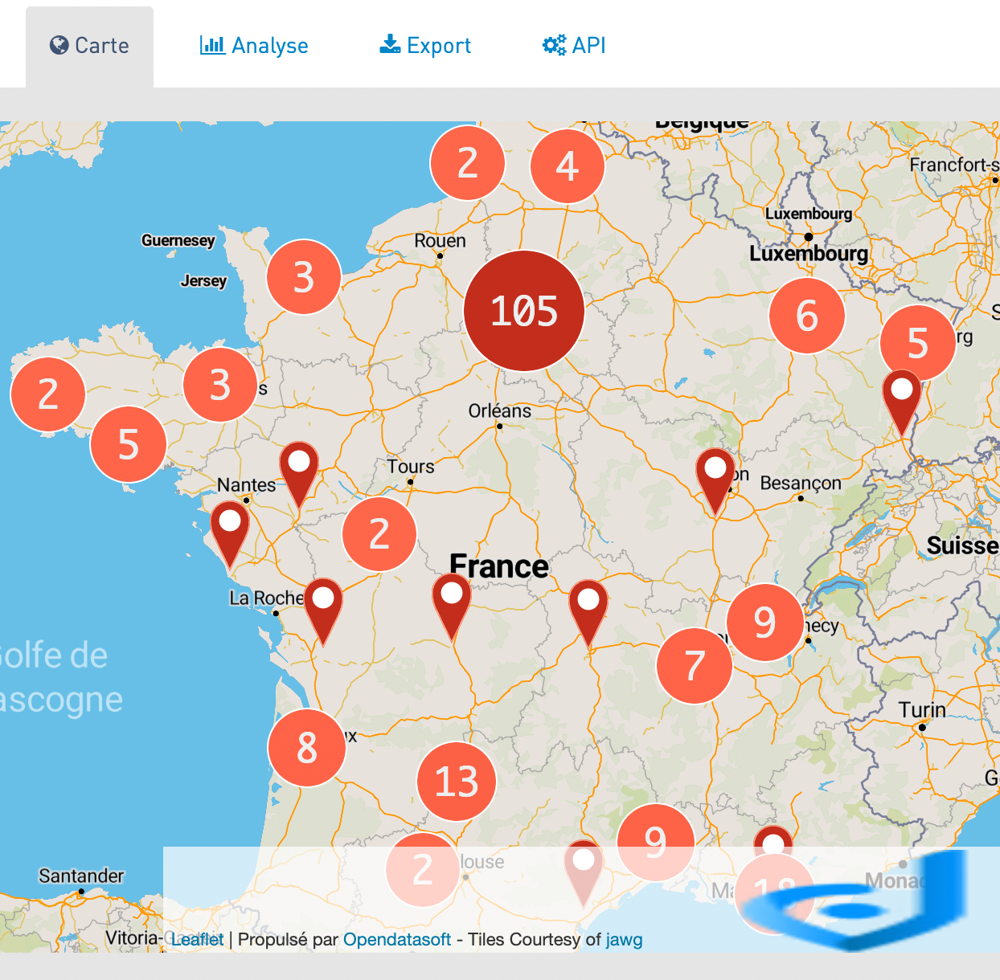 Carte
Analyse
Export
API
Belgique
2
4
Francfort-s
Luxembourg
Luxembourg
Guernesey
Rouen
Jersey
3
105
6
5
rg
2
3
s
5
Orléans
Tours
Nantes
on
Besançon
2
Suisse
France
La Roche
9
necy
7
Golfe de
ascogne
Turin
8
ux
13
G
9
2
louse
Santander
Monac
Ma
18
Vitoria-
Leaflet | Propulsé par Opendatasoft - Tiles Courtesy of jawg